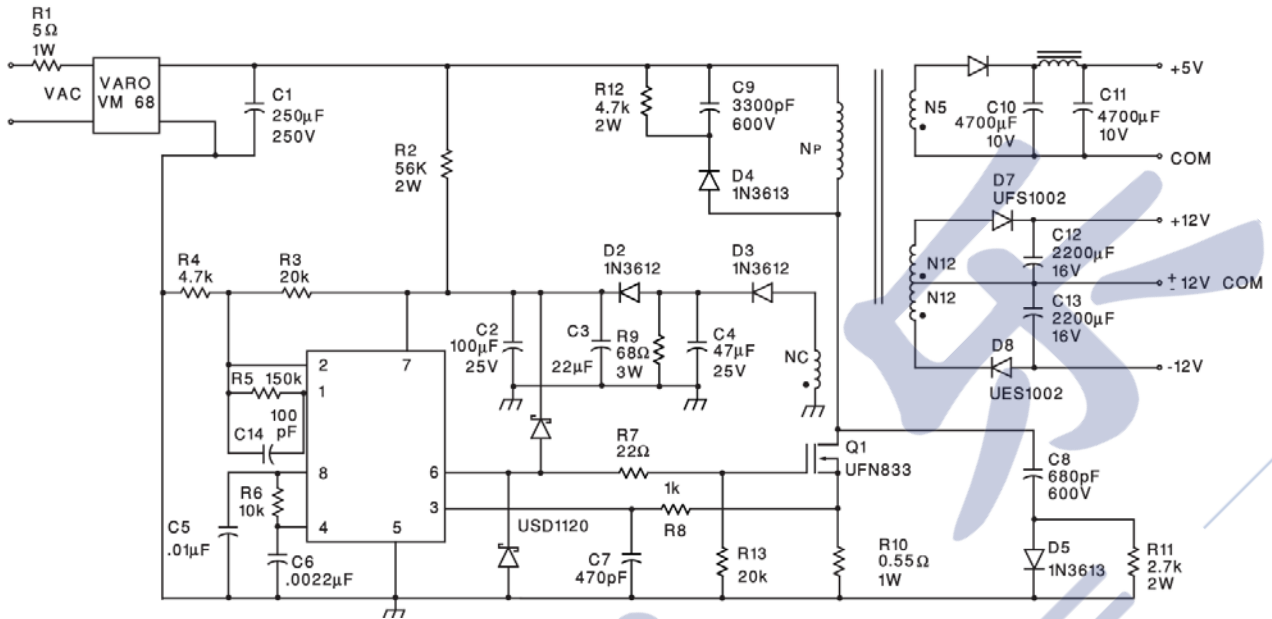 R1
5Ω
1W
VAC
VARO
VM 68
C1
250µF
250V
R12
4.7k
2W
C9
3300pF
600V
NP
N5
C10
4700µF
10V
C11
4700µF
10V
+5V
COM
R2
56K
2W
D4
1N3613
D7
UFS1002
+12V
N12
N12
C12
2200µF
16V
+
- 12V COM
C13
2200µF
16V
D8
UES1002
-12V
R4
4.7k
R3
20k
D2
1N3612
D3
1N3612
C2
100µF
25V
C3
22µF
R9
68Ω
3W
C4
47µF
25V
NC
7
2
R5 150k
1
100
pF
C14
8
R6
10k
4
5
6
3
C5
.01µF
C6
.0022µF
R7
22Ω
1k
R8
USD1120
C7
470pF
R13
20k
Q1
UFN833
R10
0.55Ω
1W
C8
680pF
600V
D5
1N3613
R11
2.7k
2W